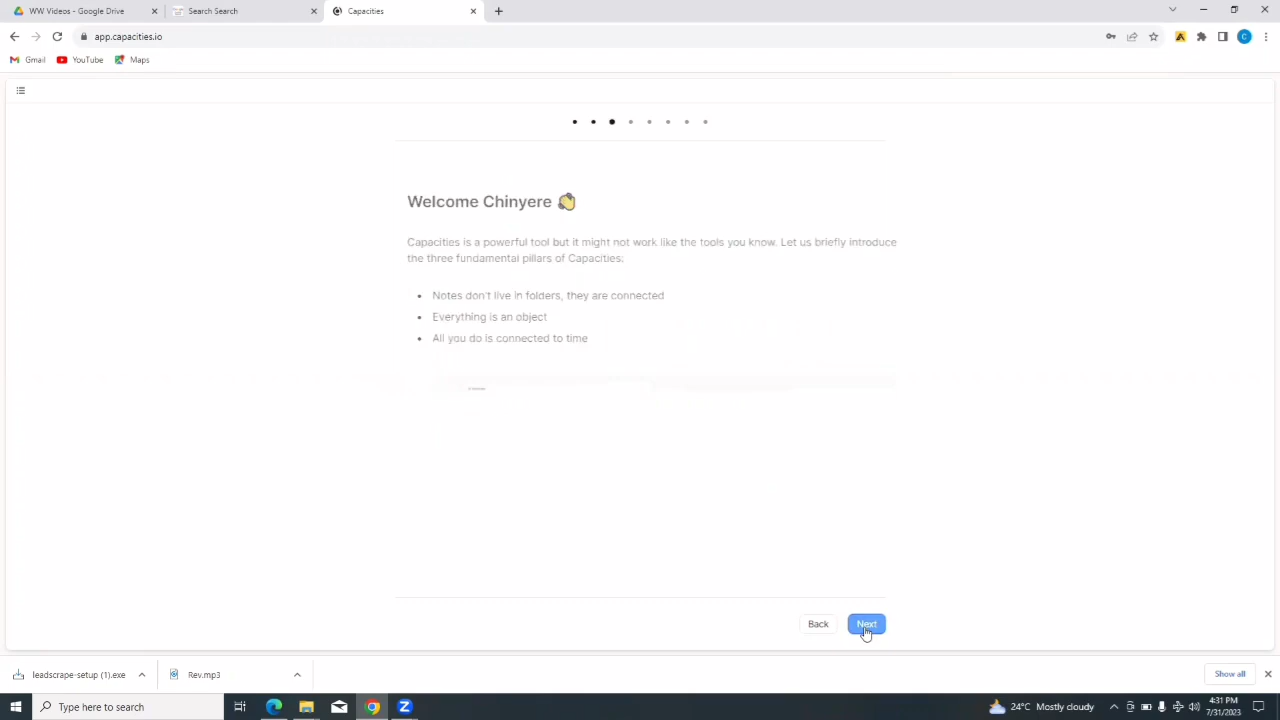 WW Videos - Google Drive
Search Search
Capacities
app.capacities.io
Gmail
YouTube
Maps
Welcome Chinyere
Capacities is a powerful tool but it might not work like the tools you know. Let us briefly introduce
the three fundamental pillars of Capacities:
Notes don't live in folders, they are connected
Everything is an object
All you do is connected to time
Back
Next
leadscrape-setup (1).exe
Rev.mp3
Show all
Type here to search
24°C Mostly cloudy
4:31 PM
7/31/2023